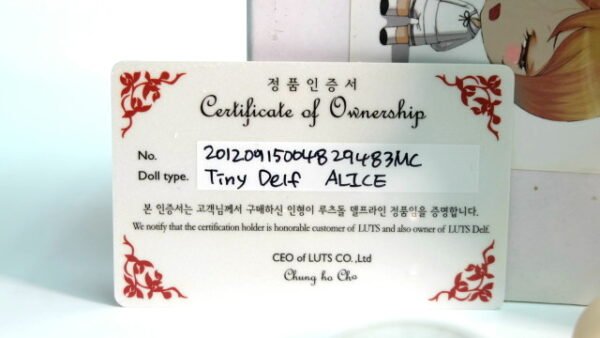 정품인증서
Certificate of Ownership
No. 20120915004829483MC
Doll type. Tiny Delf ALICE
본 인증서는 고객님께서 구매하신 인형이 루츠돌 델프라인 정품임을 증명합니다.
We notify that the certification holder is honorable customer of LUTS and also owner of LUTS Delf.
CEO of LUTS CO.,Ltd
Chung ho Cho